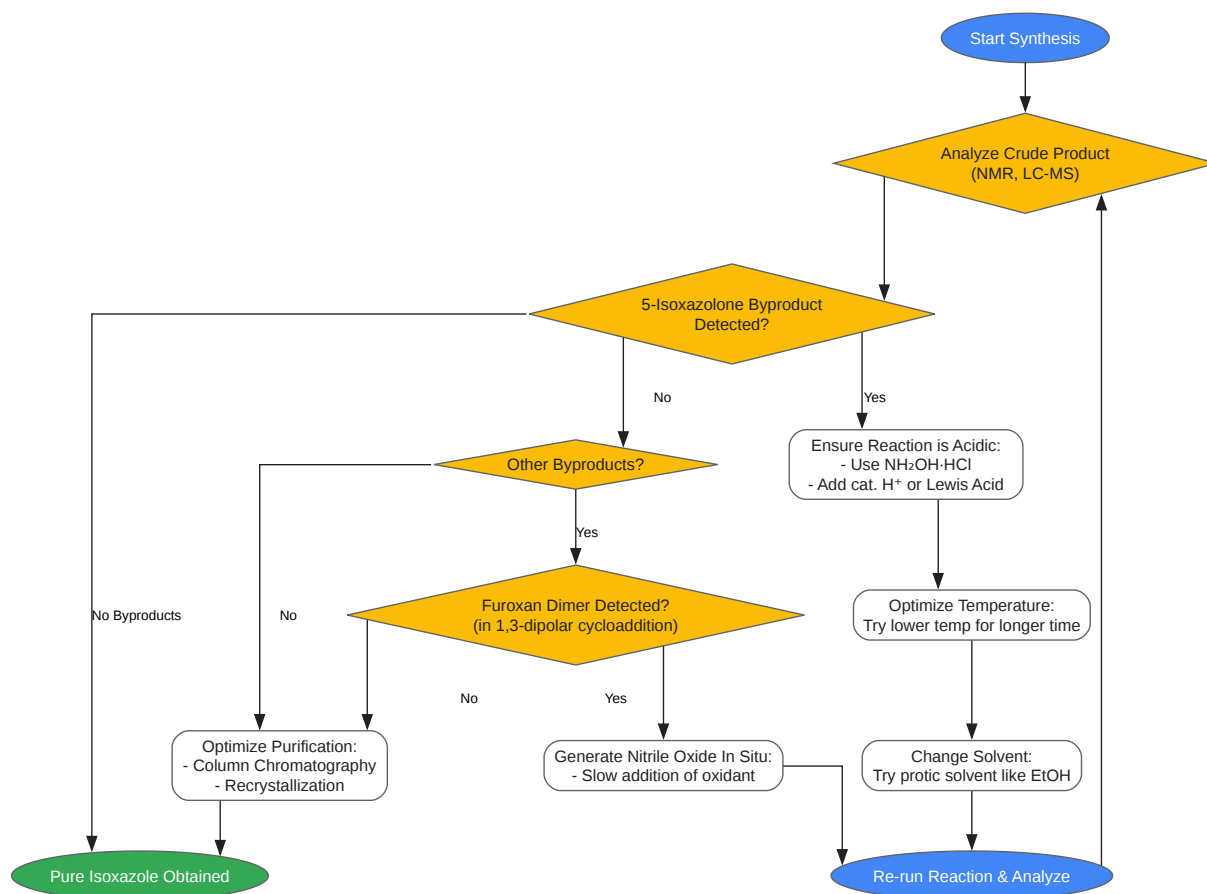 Start Synthesis
Analyze Crude Product
(NMR, LC-MS)
5-Isoxazolone Byproduct
Detected?
No
Yes
Ensure Reaction is Acidic:
- Use NH₂OH·HCl
- Add cat. H⁺ or Lewis Acid
Other Byproducts?
Yes
No Byproducts
No
Furoxan Dimer Detected?
(in 1,3-dipolar cycloaddition)
Optimize Temperature:
Try lower temp for longer time
No
Yes
Optimize Purification:
- Column Chromatography
- Recrystallization
Generate Nitrile Oxide In Situ:
- Slow addition of oxidant
Change Solvent:
Try protic solvent like EtOH
Pure Isoxazole Obtained
Re-run Reaction & Analyze